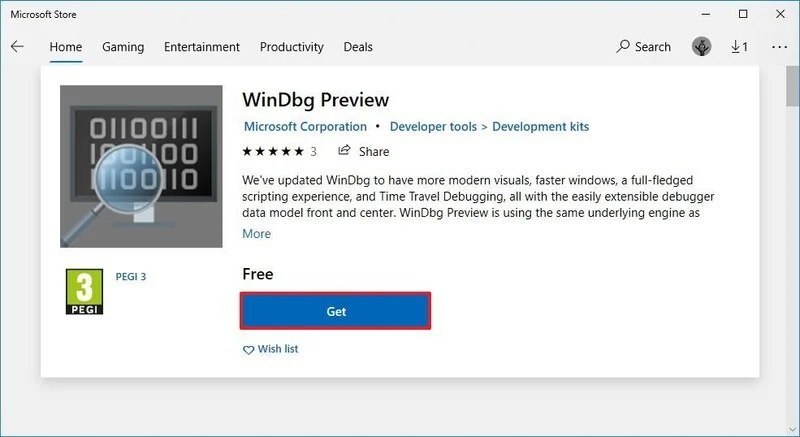 Microsoft Store
Home Gaming Entertainment Productivity Deals Search 1
WinDbg Preview
Microsoft Corporation • Developer tools > Development kits
★★★★★ 3 Share
We've updated WinDbg to have more modern visuals, faster windows, a full-fledged
scripting experience, and Time Travel Debugging, all with the easily extensible debugger
data model front and center. WinDbg Preview is using the same underlying engine as
More
01100111
1001100
1110110
3
PEGI
PEGI 3
Free
Get
Wish list